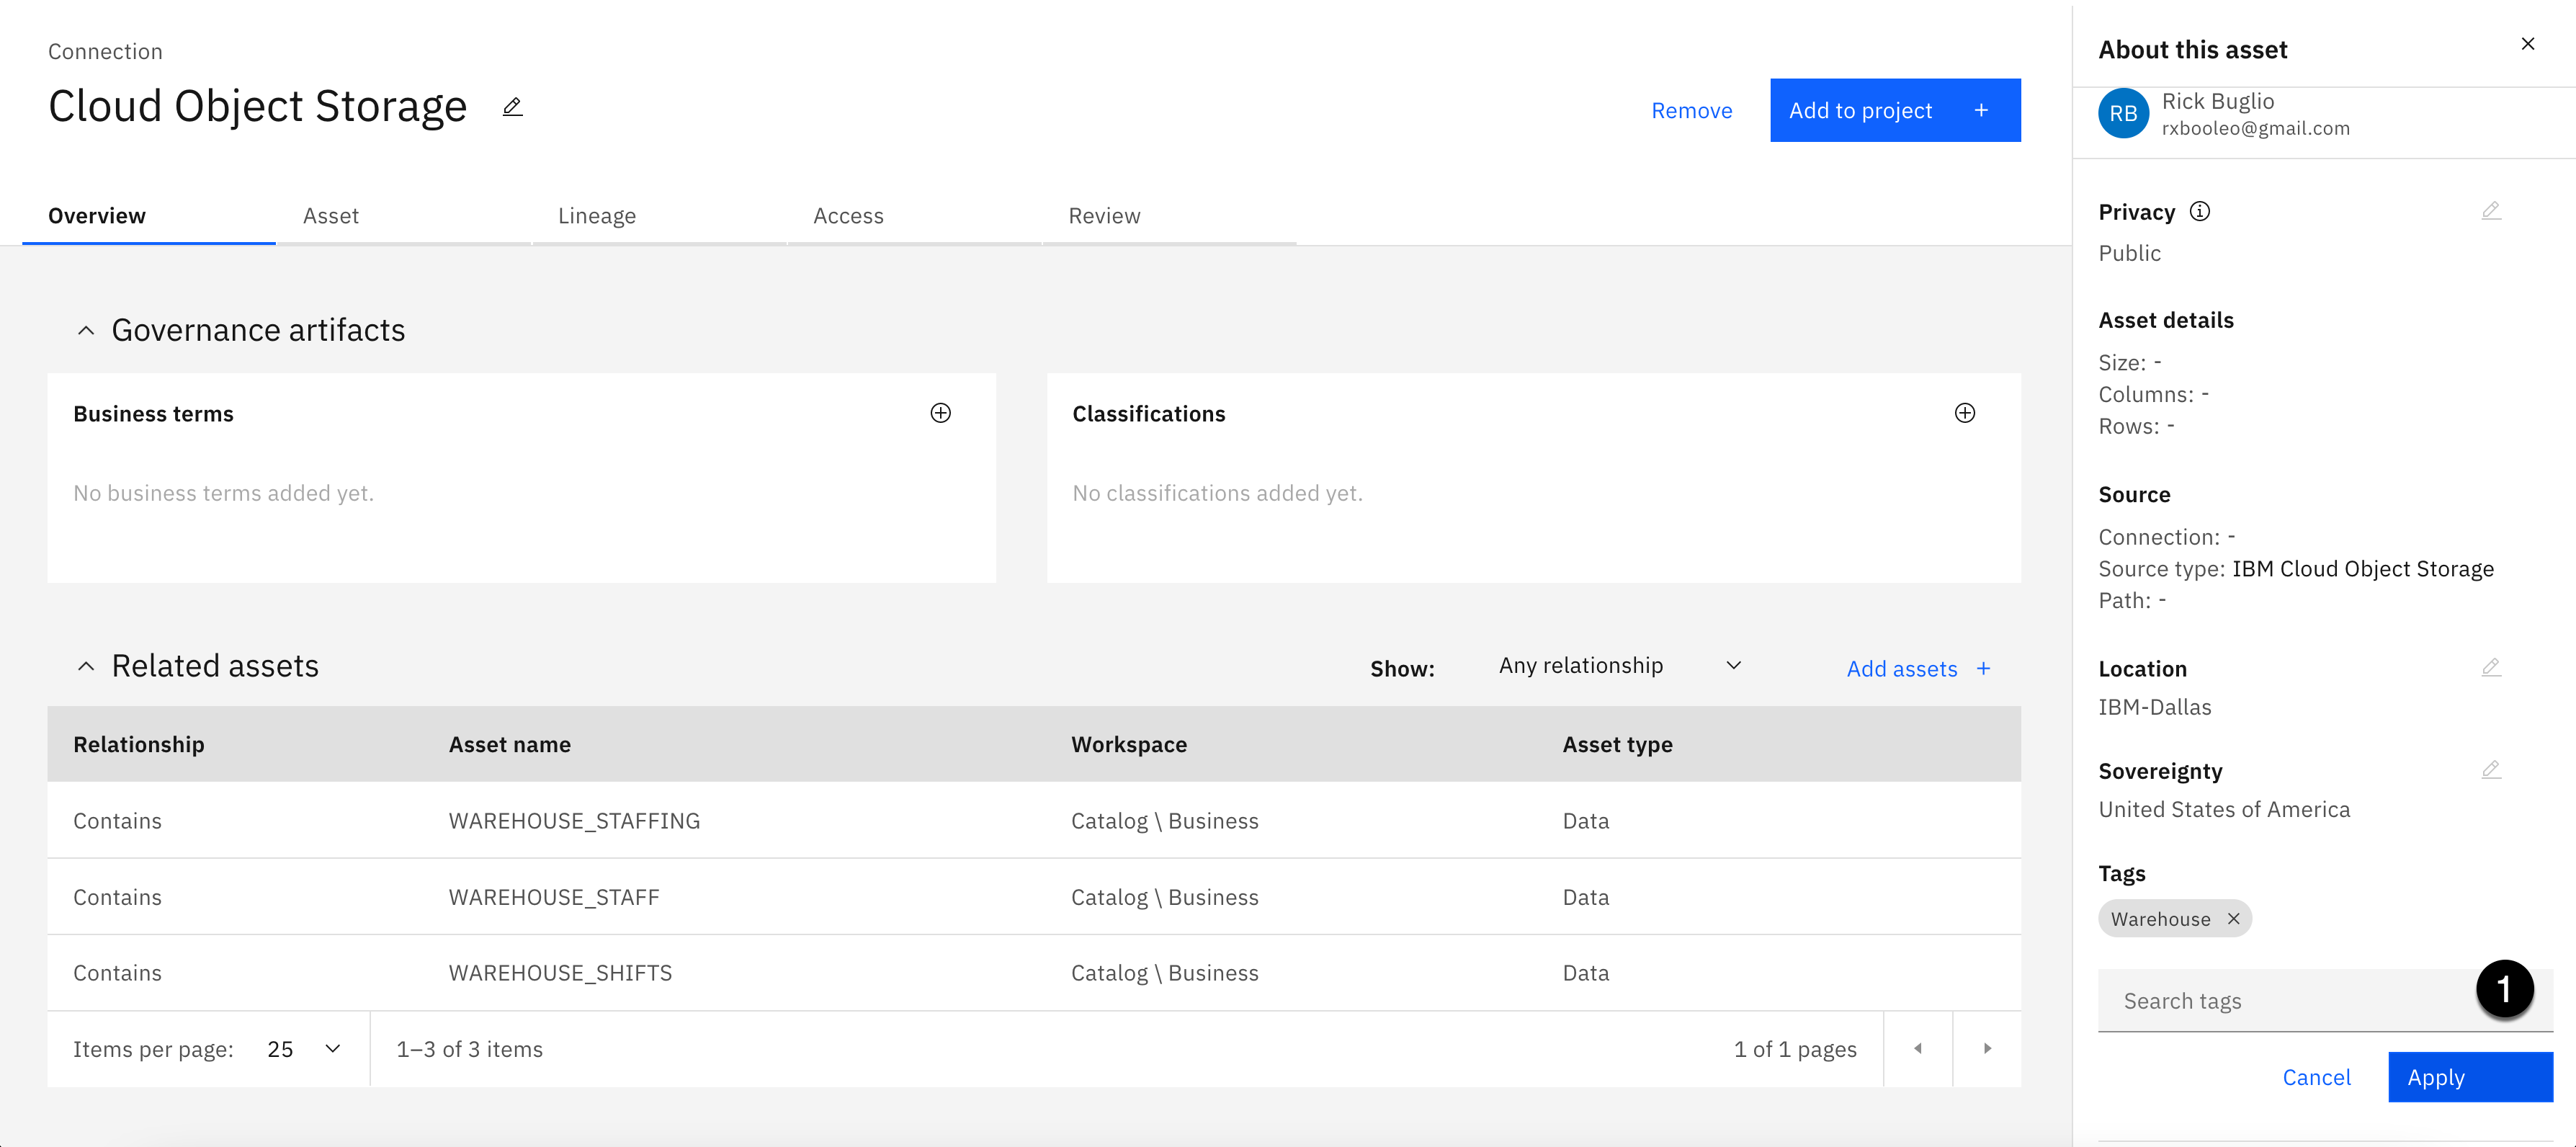 Connection
Cloud Object Storage
Remove
Add to project +
Overview
Asset
Lineage
Access
Review
Governance artifacts
Business terms
No business terms added yet.
Classifications
No classifications added yet.
Related assets
Show: Any relationship
Add assets +
Relationship Asset name Workspace Asset type
Contains WAREHOUSE_STAFFING Catalog \ Business Data
Contains WAREHOUSE_STAFF Catalog \ Business Data
Contains WAREHOUSE_SHIFTS Catalog \ Business Data
Items per page: 25 1–3 of 3 items 1 of 1 pages
About this asset
RB
Rick Buglio
rxbooleo@gmail.com
Privacy
Public
Asset details
Size: -
Columns: -
Rows: -
Source
Connection: -
Source type: IBM Cloud Object Storage
Path: -
Location
IBM-Dallas
Sovereignty
United States of America
Tags
Warehouse
Search tags
1
Cancel
Apply